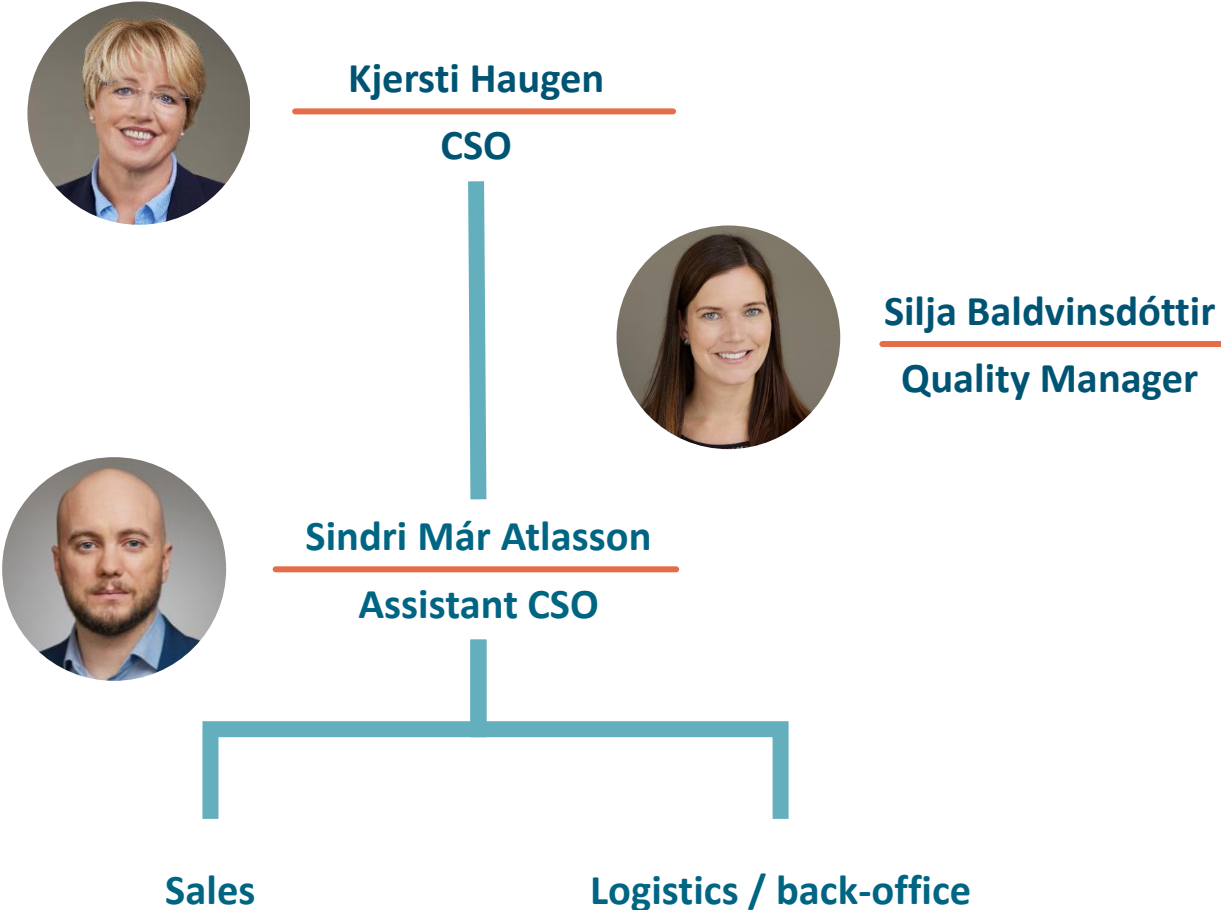 Kjersti Haugen
CSO
Silja Baldvinsdóttir
Quality Manager
Sindri Már Atlasson
Assistant CSO
Sales
Logistics / back-office